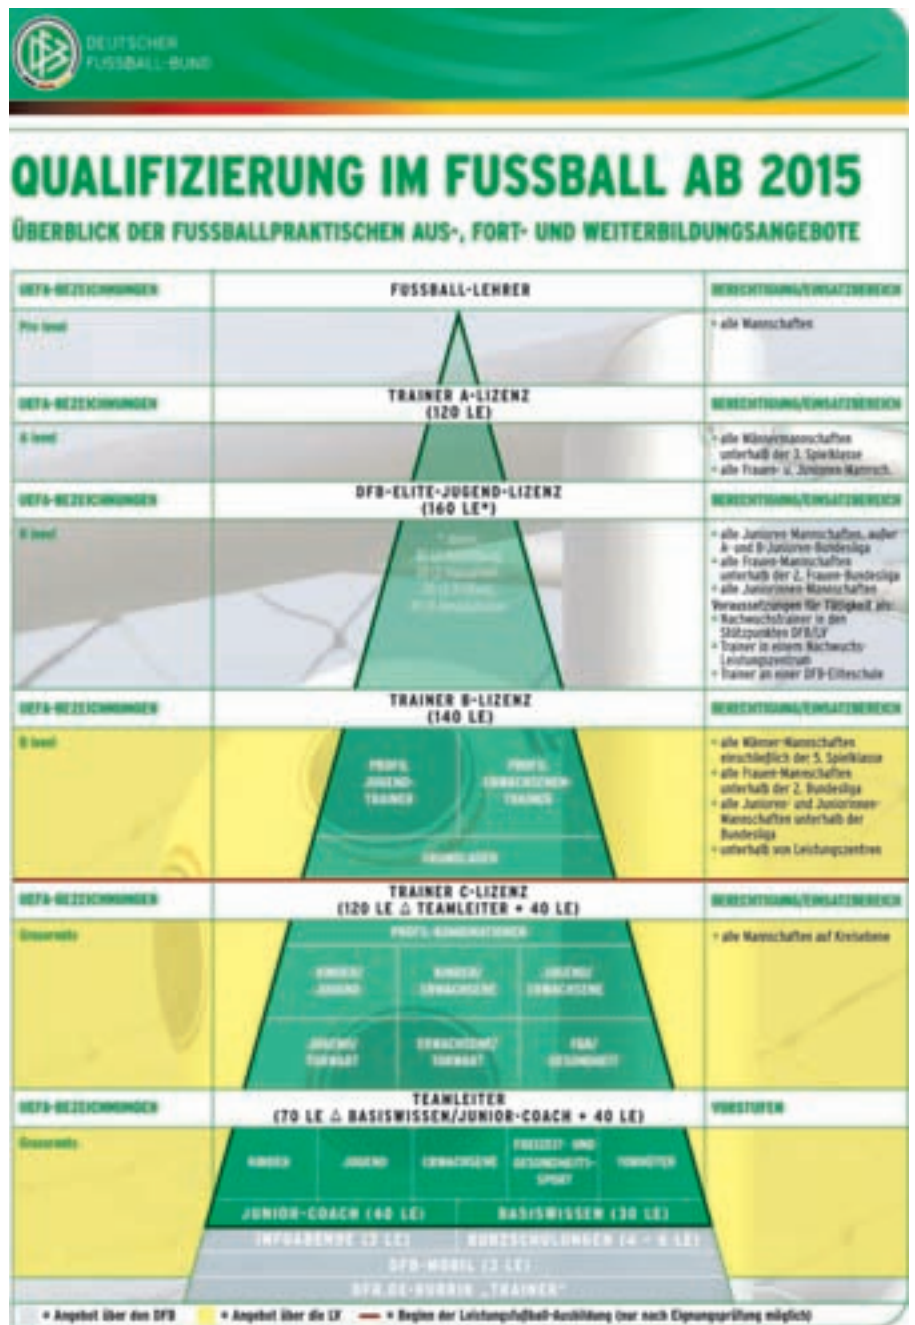 DEUTSCHER
FUSSBALL-BUND
QUALIFIZIERUNG IM FUSSBALL AB 2015
ÜBERBLICK DER FUSSBALLPRAKTISCHEN AUS-, FORT- UND WEITERBILDUNGSANGEBOTE
UEFA-BEZEICHNUNGEN
FUSSBALL-LEHRER
BERECHTIGUNG/EINSATZBEREICH
Pro level
• alle Mannschaften
UEFA-BEZEICHNUNGEN
TRAINER A-LIZENZ
(120 LE)
BERECHTIGUNG/EINSATZBEREICH
A level
• alle Männermannschaften
unterhalb der 3. Spielklasse
• alle Frauen- u. Junioren-Mannsch.
UEFA-BEZEICHNUNGEN
DFB-ELITE-JUGEND-LIZENZ
(160 LE*)
BERECHTIGUNG/EINSATZBEREICH
B level
• alle Junioren-Mannschaften, außer
A- und B-Junioren-Bundesliga
• alle Frauen-Mannschaften
unterhalb der 2. Frauen-Bundesliga
• alle Juniorinnen-Mannschaften
Voraussetzungen für Tätigkeit als:
• Nachwuchstrainer in den
Stützpunkten DFB/LV
• Trainer in einem Nachwuchs-
Leistungszentrum
• Trainer an einer DFB-Eliteschule
UEFA-BEZEICHNUNGEN
TRAINER B-LIZENZ
(140 LE)
BERECHTIGUNG/EINSATZBEREICH
B level
PROFIL
JUGEND-
TRAINER
PROFIL
ERWACHSENEN-
TRAINER
GRUNDLAGEN
• alle Männer-Mannschaften
einschließlich der 5. Spielklasse
• alle Frauen-Mannschaften
unterhalb der 2. Bundesliga
• alle Junioren- und Juniorinnen-
Mannschaften unterhalb der
Bundesliga
• unterhalb von Leistungszentren
UEFA-BEZEICHNUNGEN
TRAINER C-LIZENZ
(120 LE △ TEAMLEITER + 40 LE)
BERECHTIGUNG/EINSATZBEREICH
Grassroots
PROFIL-KOMBINATIONEN
KINDER/
JUGEND
KINDER/
ERWACHSENE
JUGEND/
ERWACHSENE
JUGEND/
TORWART
ERWACHSENE/
TORWART
GESUNDHEIT
• alle Mannschaften auf Kreisebene
UEFA-BEZEICHNUNGEN
TEAMLEITER
(70 LE △ BASISWISSEN/JUNIOR-COACH + 40 LE)
VORSTUFEN
Grassroots
KINDER
JUGEND
ERWACHSENE
FREIZEIT- UND
GESUNDHEITS-
SPORT
TORHÜTER
JUNIOR-COACH (40 LE)
BASISWISSEN (30 LE)
INFOABENDE (2 LE)
KURZSCHULUNGEN (4 - 6 LE)
DFB-MOBIL (2 LE)
DFB.DE-RUBRIK „TRAINER"
= Angebot über den DFB
= Angebot über die LV
= Beginn der Leistungsfußball-Ausbildung (nur nach Eignungsprüfung möglich)